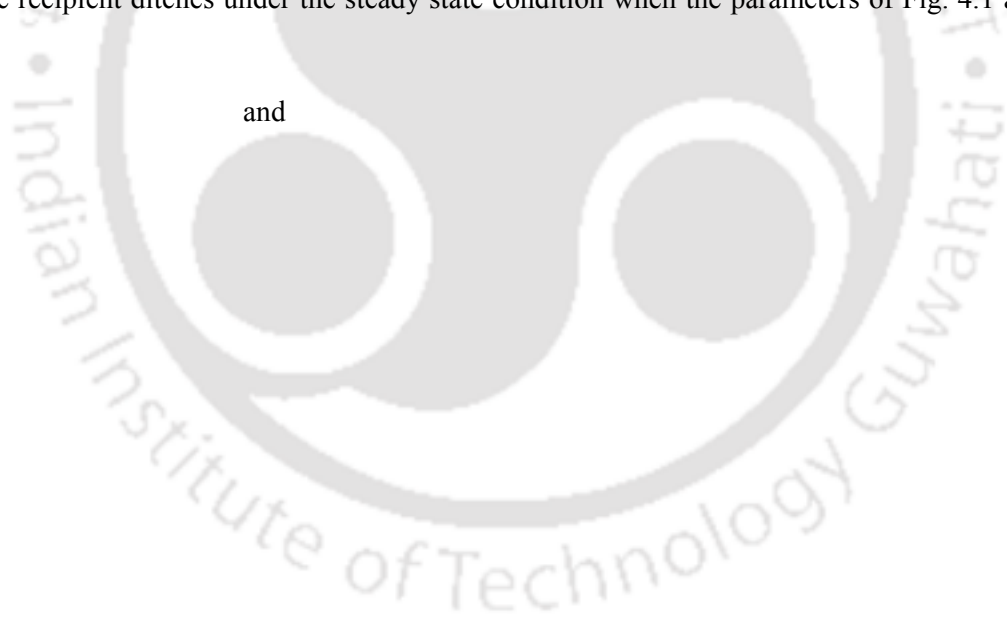 e recipient ditches under the steady state condition when the parameters of Fig. 4.1 a
and
Indian Institute of Technology Guwahati